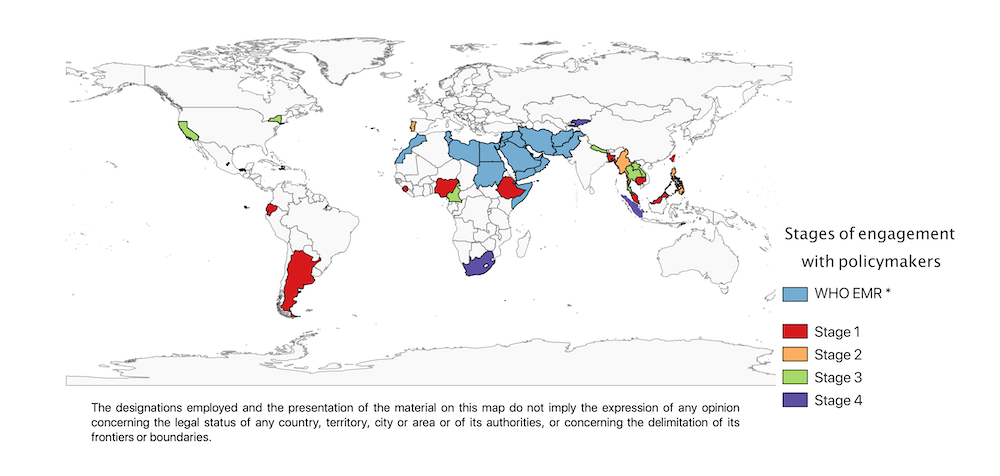 Stages of engagement
with policymakers
WHO EMR *
Stage 1
Stage 2
Stage 3
Stage 4
The designations employed and the presentation of the material on this map do not imply the expression of any opinion
concerning the legal status of any country, territory, city or area or of its authorities, or concerning the delimitation of its
frontiers or boundaries.